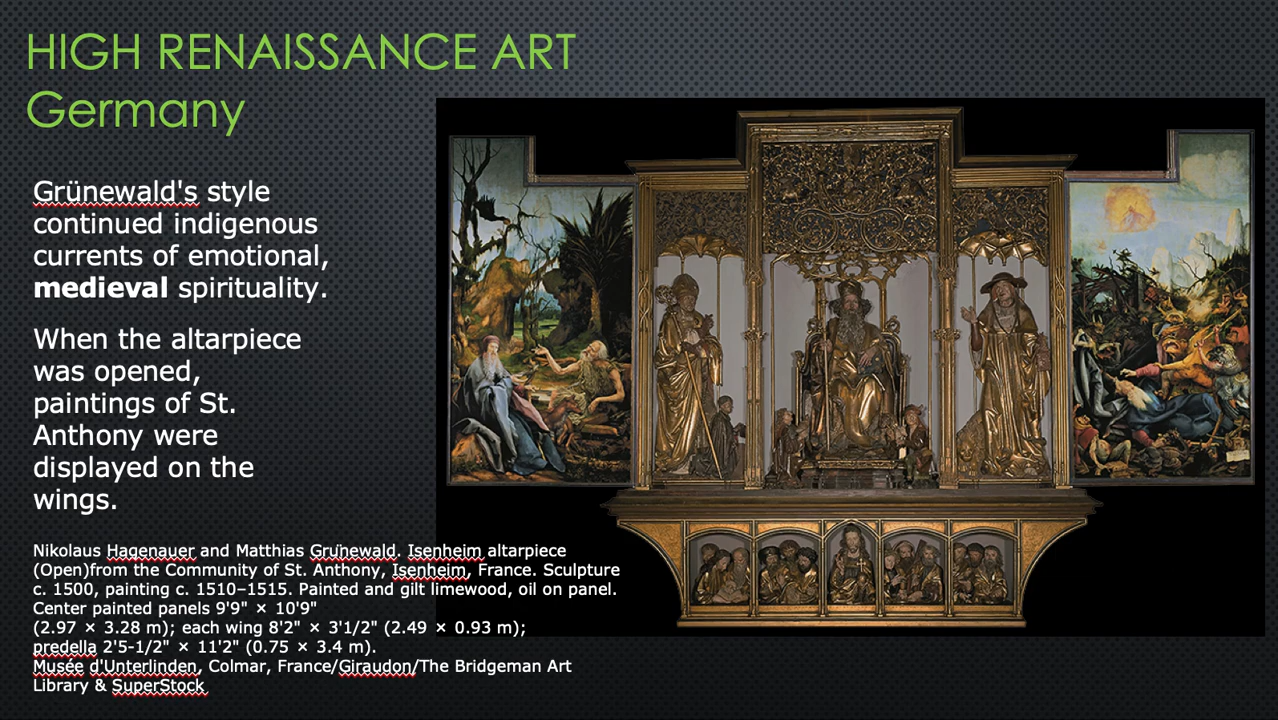 HIGH RENAISSANCE ART
Germany
Grünewald's style
continued indigenous
currents of emotional,
medieval spirituality.
When the altarpiece
was opened,
paintings of St.
Anthony were
displayed on the
wings.
Nikolaus Hagenauer and Matthias Grünewald. Isenheim altarpiece
(Open)from the Community of St. Anthony, Isenheim, France. Sculpture
c. 1500, painting c. 1510–1515. Painted and gilt limewood, oil on panel.
Center painted panels 9'9" × 10'9"
(2.97 × 3.28 m); each wing 8'2" × 3'1/2" (2.49 × 0.93 m);
predella 2'5-1/2" × 11'2" (0.75 × 3.4 m).
Musée d'Unterlinden, Colmar, France/Giraudon/The Bridgeman Art
Library & SuperStock